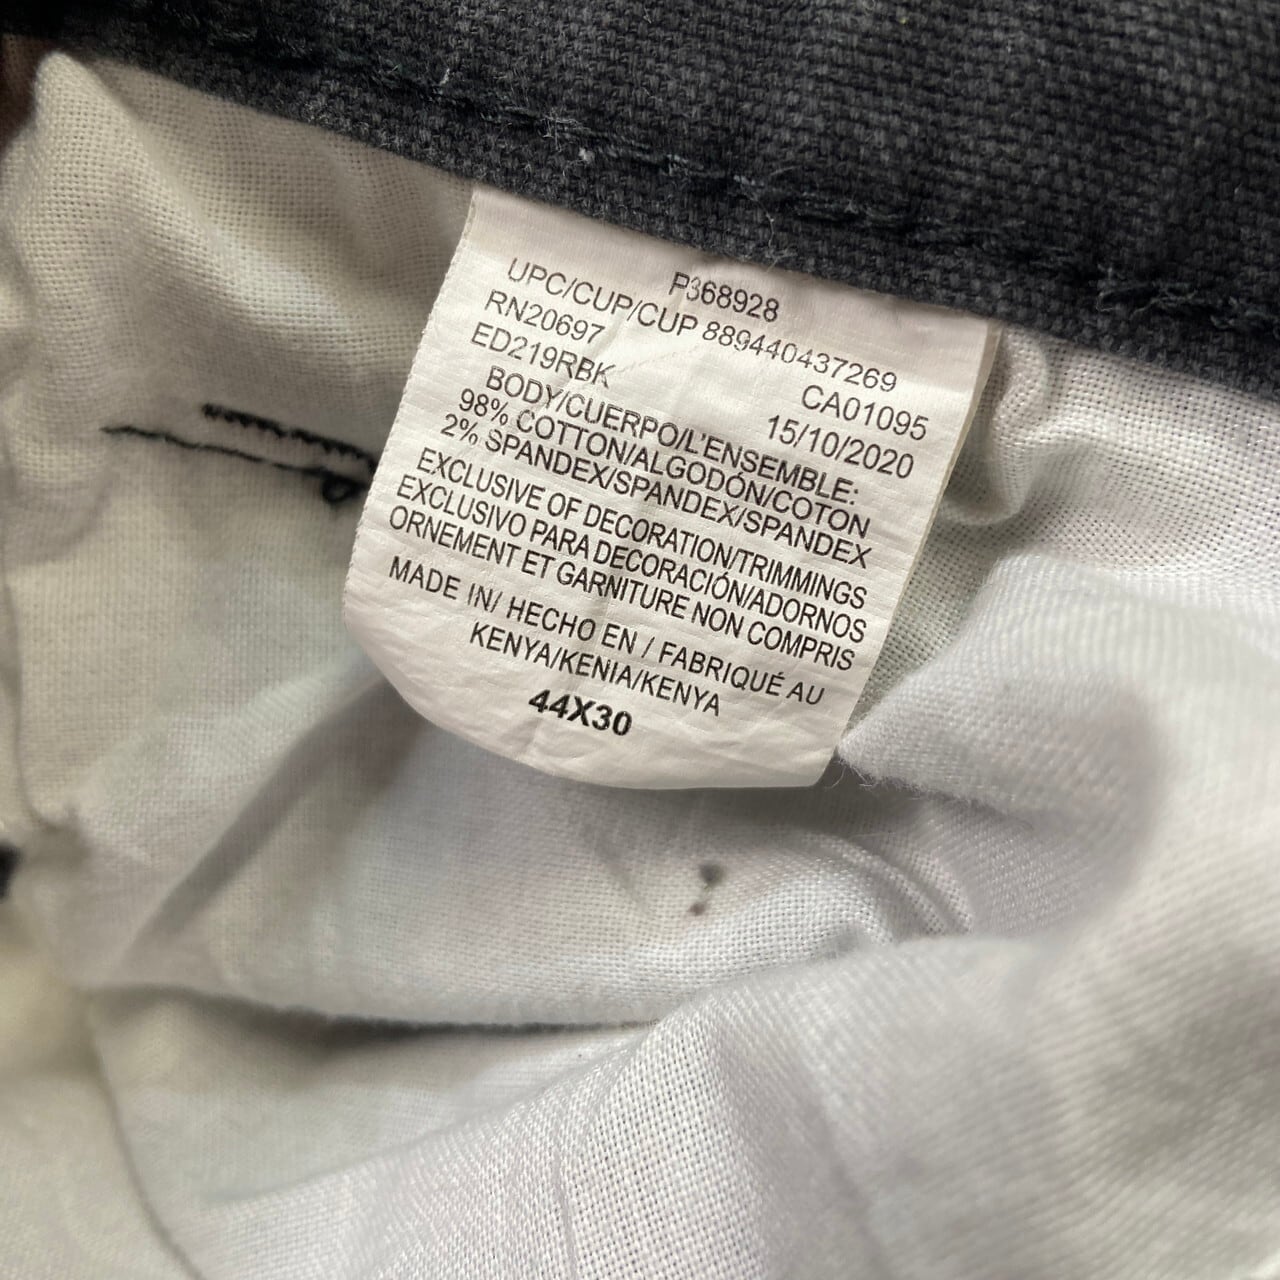 P368928
UPC/CUP/CUP 889440437269
RN20697 CA01095
ED219RBK 15/10/2020
BODY/CUERPO/L'ENSEMBLE:
98% COTTON/ALGODÓN/COTON
2% SPANDEX/SPANDEX/SPANDEX
EXCLUSIVE OF DECORATION/TRIMMINGS
EXCLUSIVO PARA DECORACIÓN/ADORNOS
ORNEMENT ET GARNITURE NON COMPRIS
MADE IN/ HECHO EN / FABRIQUÉ AU
KENYA/KENIA/KENYA
44X30